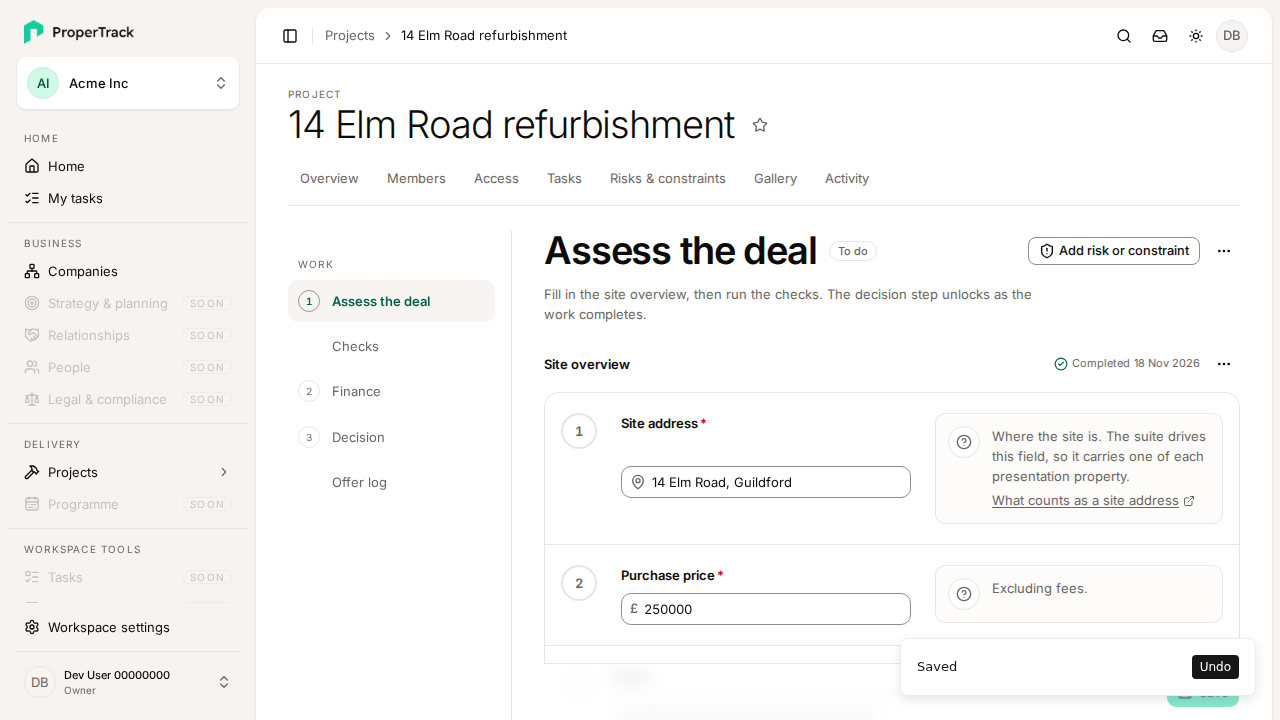 ProperTrack
AI Acme Inc
HOME
Home
My tasks
BUSINESS
Companies
Strategy & planning SOON
Relationships SOON
People SOON
Legal & compliance SOON
DELIVERY
Projects
Programme SOON
WORKSPACE TOOLS
Tasks SOON
Workspace settings
DB Dev User 00000000
Owner
Projects > 14 Elm Road refurbishment
DB
PROJECT
14 Elm Road refurbishment
Overview Members Access Tasks Risks & constraints Gallery Activity
WORK
1 Assess the deal
Checks
2 Finance
3 Decision
Offer log
Assess the deal To do
Add risk or constraint
Fill in the site overview, then run the checks. The decision step unlocks as the
work completes.
Site overview
Completed 18 Nov 2026
1 Site address *
14 Elm Road, Guildford
Where the site is. The suite drives
this field, so it carries one of each
presentation property.
What counts as a site address
2 Purchase price *
£ 250000
Excluding fees.
Saved Undo